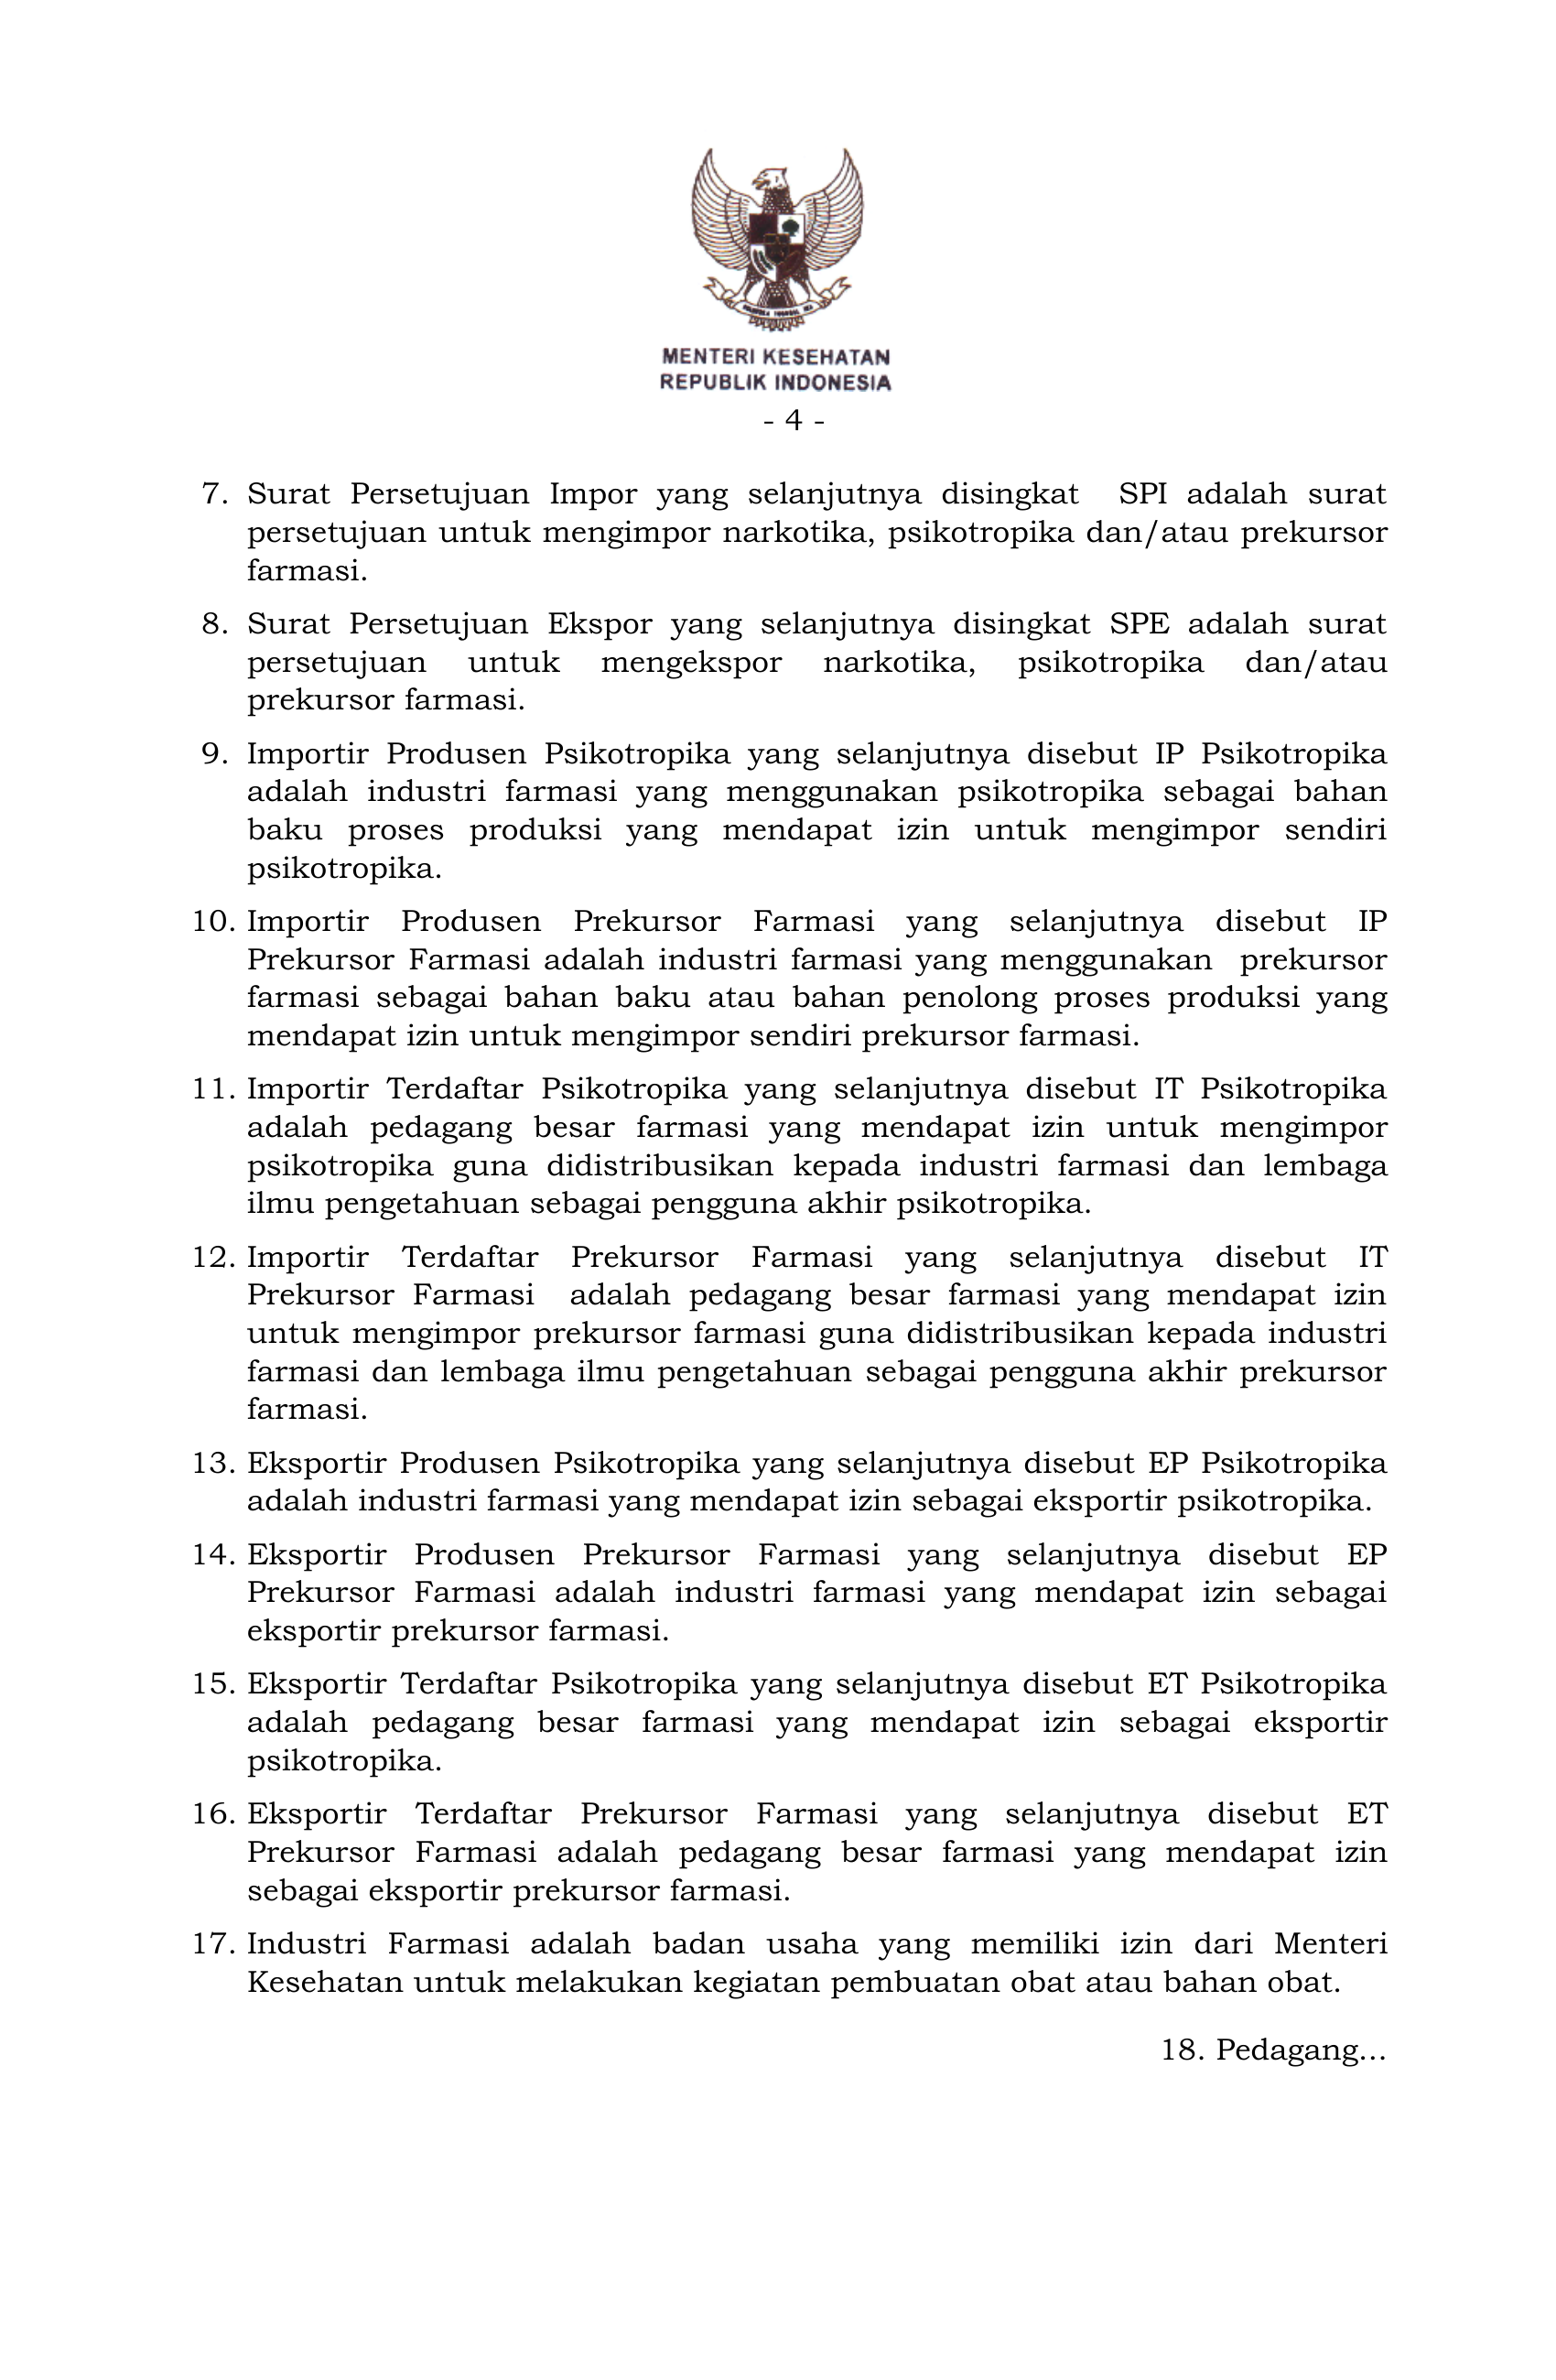 MENTERI KESEHATAN
REPUBLIK INDONESIA
- 4 -
7. Surat Persetujuan Impor yang selanjutnya disingkat SPI adalah surat
persetujuan untuk mengimpor narkotika, psikotropika dan/atau prekursor
farmasi.
8. Surat Persetujuan Ekspor yang selanjutnya disingkat SPE adalah surat
persetujuan untuk mengekspor narkotika, psikotropika dan/atau
prekursor farmasi.
9. Importir Produsen Psikotropika yang selanjutnya disebut IP Psikotropika
adalah industri farmasi yang menggunakan psikotropika sebagai bahan
baku proses produksi yang mendapat izin untuk mengimpor sendiri
psikotropika.
10. Importir Produsen Prekursor Farmasi yang selanjutnya disebut IP
Prekursor Farmasi adalah industri farmasi yang menggunakan prekursor
farmasi sebagai bahan baku atau bahan penolong proses produksi yang
mendapat izin untuk mengimpor sendiri prekursor farmasi.
11. Importir Terdaftar Psikotropika yang selanjutnya disebut IT Psikotropika
adalah pedagang besar farmasi yang mendapat izin untuk mengimpor
psikotropika guna didistribusikan kepada industri farmasi dan lembaga
ilmu pengetahuan sebagai pengguna akhir psikotropika.
12. Importir Terdaftar Prekursor Farmasi yang selanjutnya disebut IT
Prekursor Farmasi adalah pedagang besar farmasi yang mendapat izin
untuk mengimpor prekursor farmasi guna didistribusikan kepada industri
farmasi dan lembaga ilmu pengetahuan sebagai pengguna akhir prekursor
farmasi.
13. Eksportir Produsen Psikotropika yang selanjutnya disebut EP Psikotropika
adalah industri farmasi yang mendapat izin sebagai eksportir psikotropika.
14. Eksportir Produsen Prekursor Farmasi yang selanjutnya disebut EP
Prekursor Farmasi adalah industri farmasi yang mendapat izin sebagai
eksportir prekursor farmasi.
15. Eksportir Terdaftar Psikotropika yang selanjutnya disebut ET Psikotropika
adalah pedagang besar farmasi yang mendapat izin sebagai eksportir
psikotropika.
16. Eksportir Terdaftar Prekursor Farmasi yang selanjutnya disebut ET
Prekursor Farmasi adalah pedagang besar farmasi yang mendapat izin
sebagai eksportir prekursor farmasi.
17. Industri Farmasi adalah badan usaha yang memiliki izin dari Menteri
Kesehatan untuk melakukan kegiatan pembuatan obat atau bahan obat.
18. Pedagang...